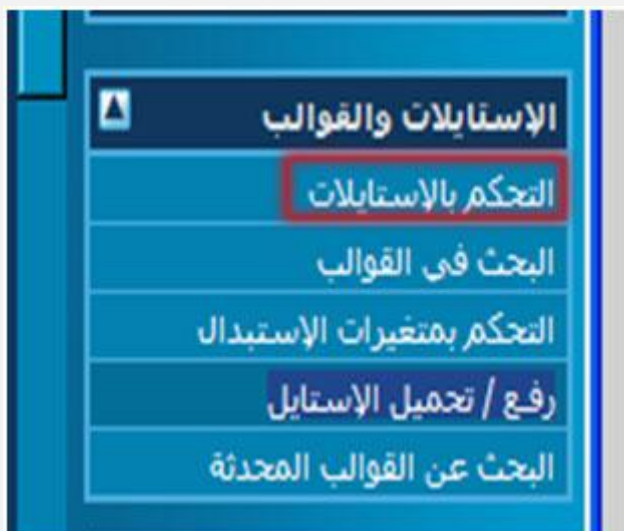 الإستايلات والقوالب
التحكم بالإستايلات
البحث في القوالب
التحكم بمتغيرات الإستبدال
رفع / تحميل الإستايل
البحث عن القوالب المحدثة